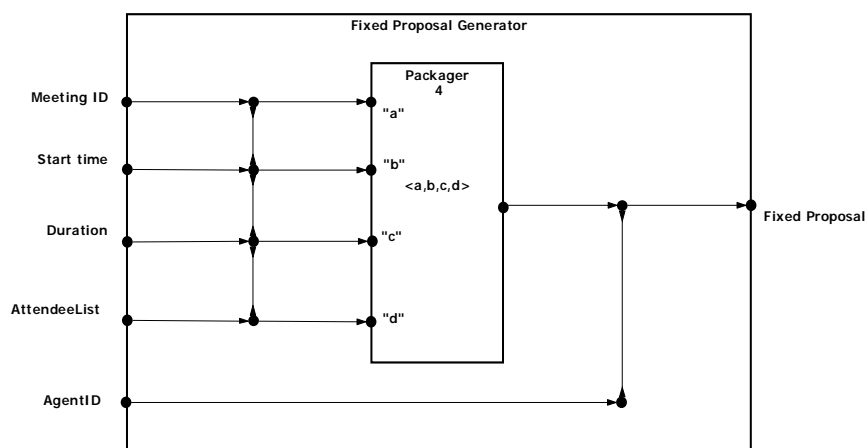 Fixed Proposal Generator
Packager
4
Meeting ID
"a"
Start time
"b"
<a,b,c,d>
Fixed Proposal
Duration
"c"
AttendeeList
"d"
AgentID